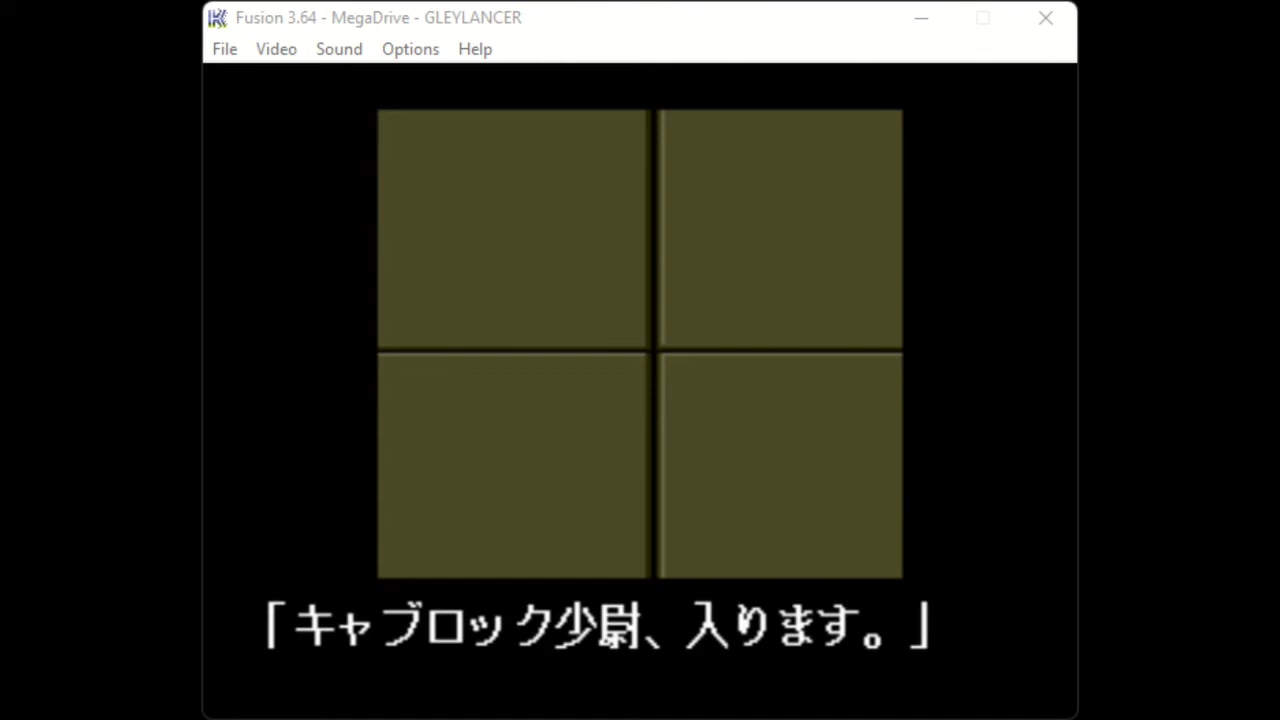 Fusion 3.64 - MegaDrive - GLEYLANCER
File Video Sound Options Help
「キャブロック少尉、入ります。」